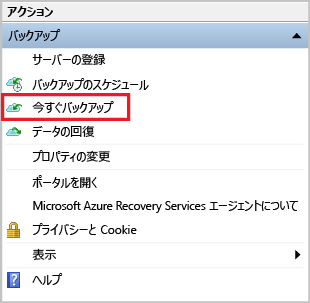 アクション
バックアップ
サーバーの登録
バックアップのスケジュール
今すぐバックアップ
データの回復
プロパティの変更
ポータルを開く
Microsoft Azure Recovery Services エージェントについて
プライバシーと Cookie
表示
ヘルプ